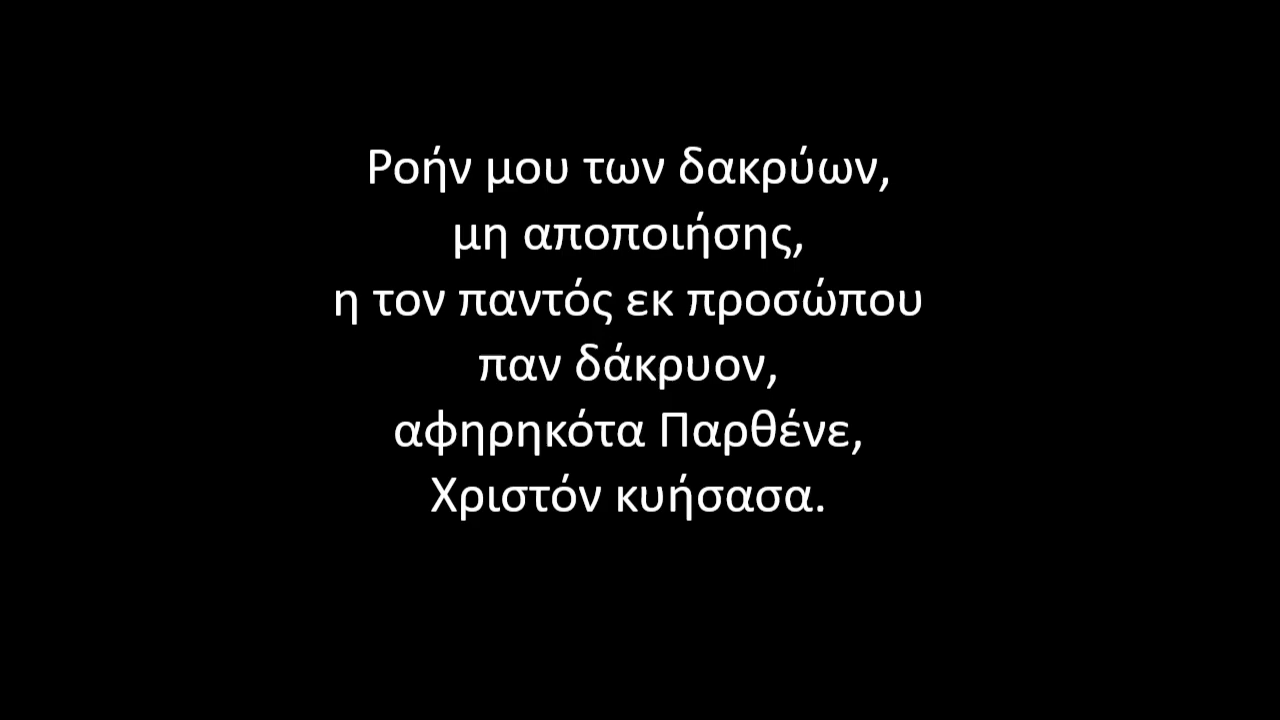 Ροήν μου των δακρύων,
μη αποποιήσης,
η τον παντός εκ προσώπου
παν δάκρυον,
αφηρηκότα Παρθένε,
Χριστόν κυήσασα.